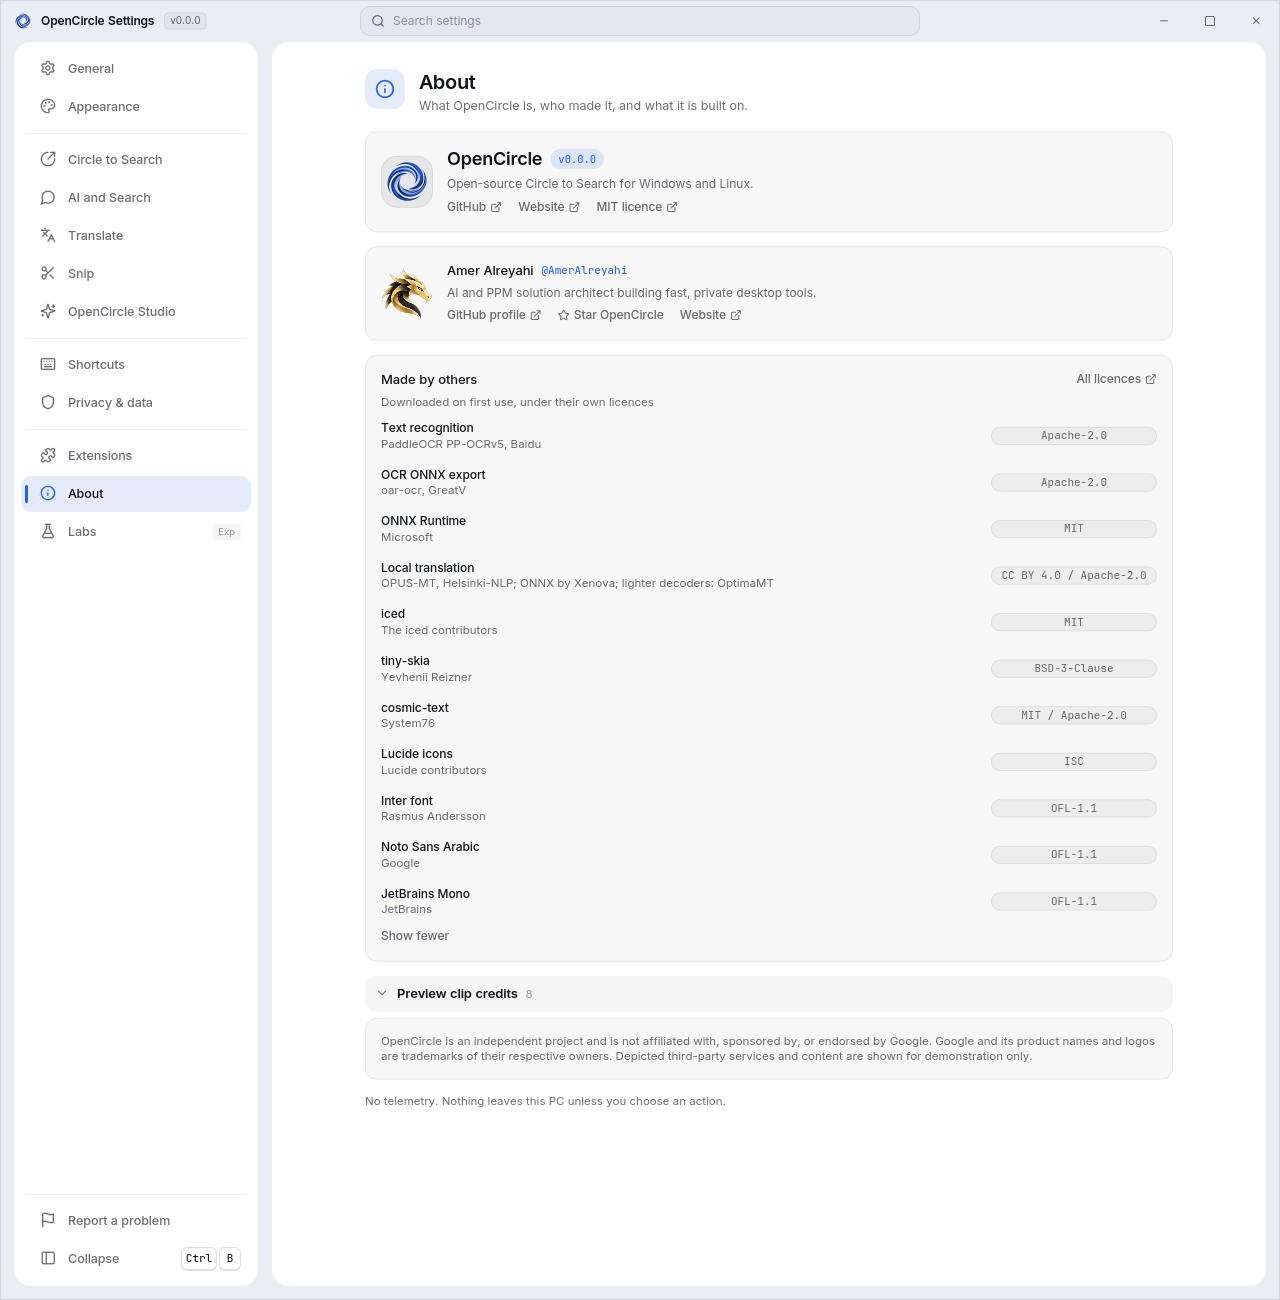 OpenCircle Settings v0.0.0
Search settings
General
Appearance
Circle to Search
AI and Search
Translate
Snip
OpenCircle Studio
Shortcuts
Privacy & data
Extensions
About
Labs Exp
Report a problem
Collapse Ctrl B
About
What OpenCircle is, who made it, and what it is built on.
OpenCircle v0.0.0
Open-source Circle to Search for Windows and Linux.
GitHub Website MIT licence
Amer Alreyahi @AmerAlreyahi
AI and PPM solution architect building fast, private desktop tools.
GitHub profile Star OpenCircle Website
Made by others All licences
Downloaded on first use, under their own licences
Text recognition
PaddleOCR PP-OCRv5, Baidu
Apache-2.0
OCR ONNX export
oar-ocr, GreatV
Apache-2.0
ONNX Runtime
Microsoft
MIT
Local translation
OPUS-MT, Helsinki-NLP; ONNX by Xenova; lighter decoders: OptimaMT
CC BY 4.0 / Apache-2.0
iced
The iced contributors
MIT
tiny-skia
Yevhenii Reizner
BSD-3-Clause
cosmic-text
System76
MIT / Apache-2.0
Lucide icons
Lucide contributors
ISC
Inter font
Rasmus Andersson
OFL-1.1
Noto Sans Arabic
Google
OFL-1.1
JetBrains Mono
JetBrains
OFL-1.1
Show fewer
Preview clip credits 8
OpenCircle is an independent project and is not affiliated with, sponsored by, or endorsed by Google. Google and its product names and logos
are trademarks of their respective owners. Depicted third-party services and content are shown for demonstration only.
No telemetry. Nothing leaves this PC unless you choose an action.